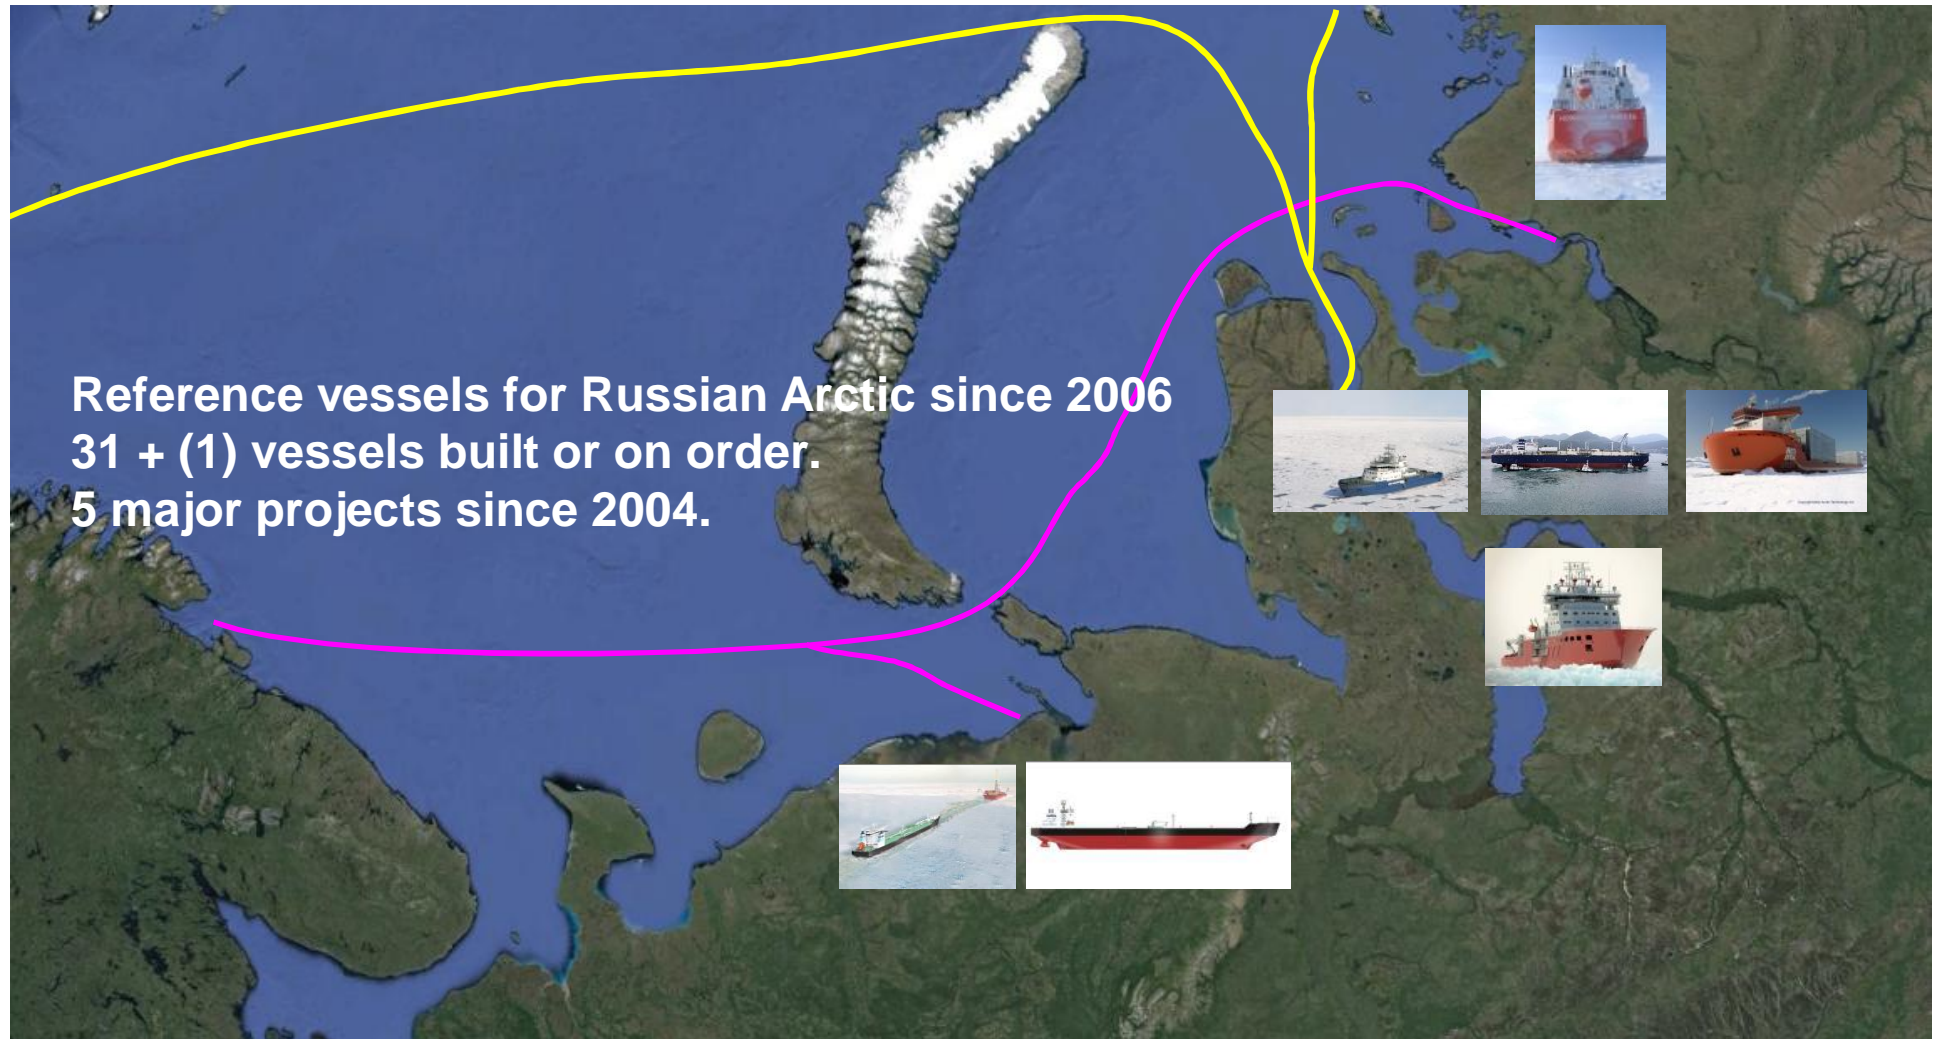 Reference vessels for Russian Arctic since 2006
31 + (1) vessels built or on order.
5 major projects since 2004.